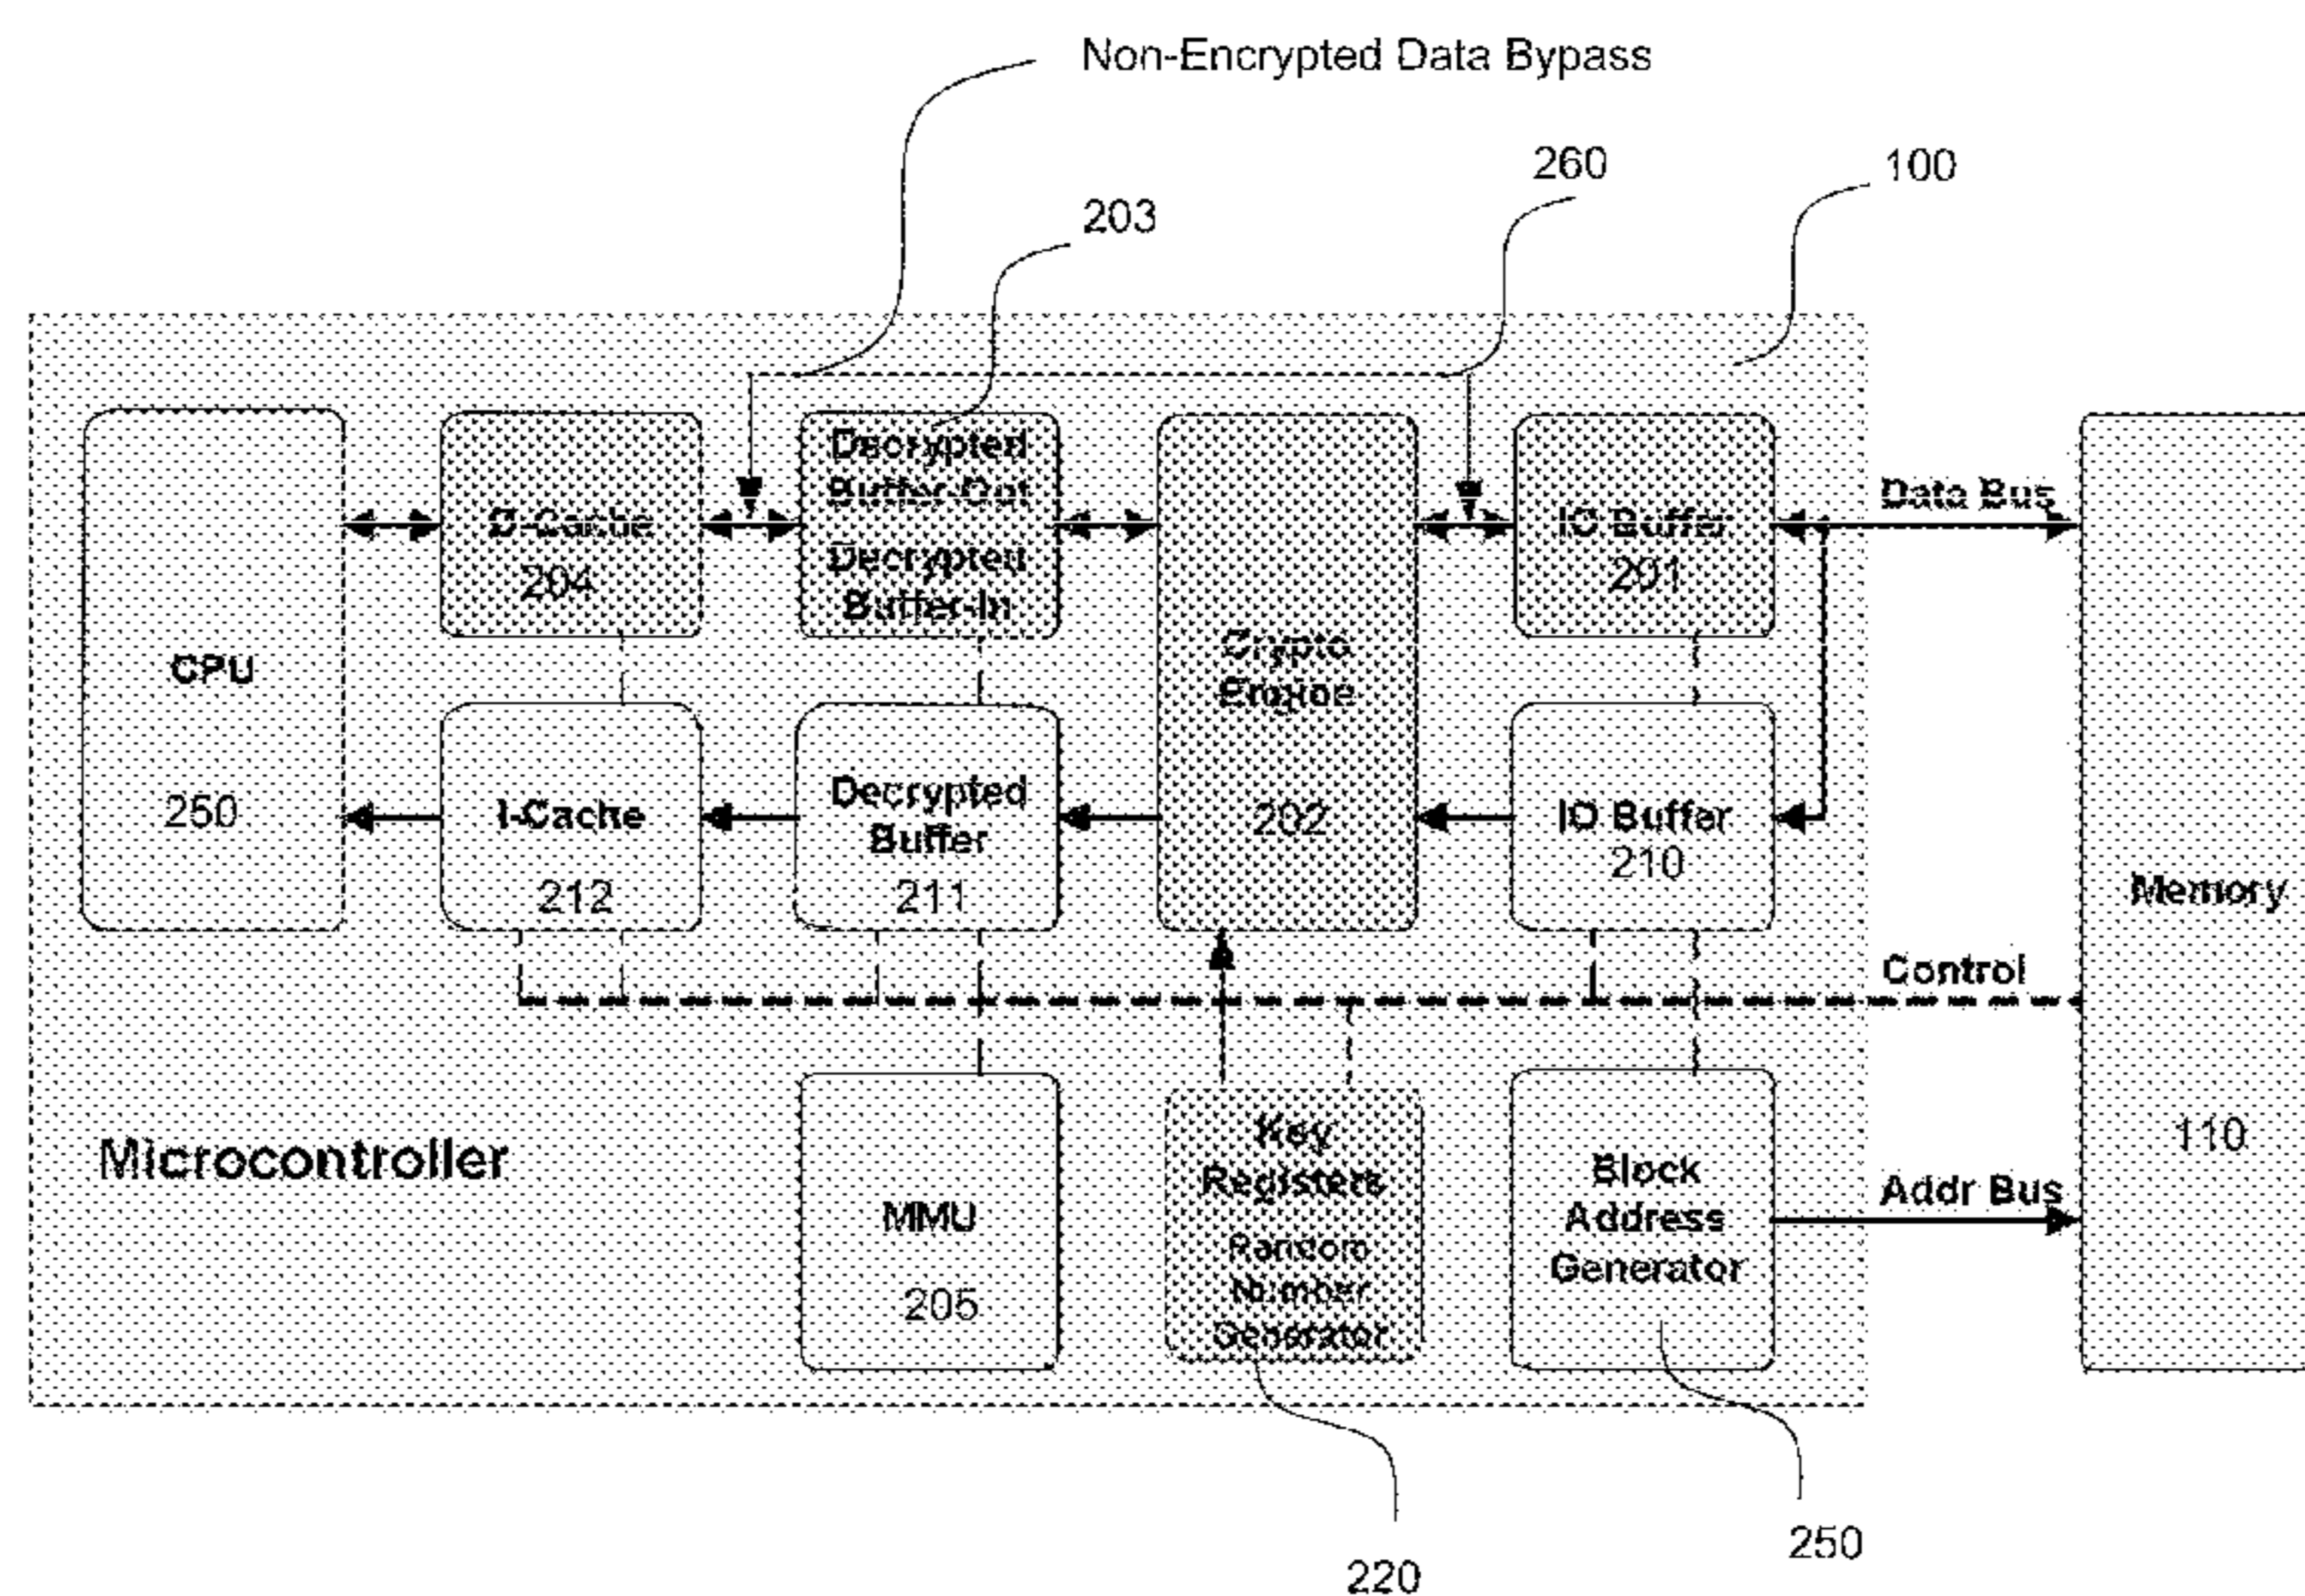 Non-Encrypted Data Bypass
260
100
203
Decrypted
Buffer-Out
Decrypted
Buffer-In
D-Cache
204
IO Buffer
201
Data Bus
CPU
250
Crypto
Engine
202
I-Cache
212
Decrypted
Buffer
211
IO Buffer
210
Memory
110
Control
Microcontroller
MMU
205
Key
Registers
Random
Number
Generator
Block
Address
Generator
Addr Bus
220
250